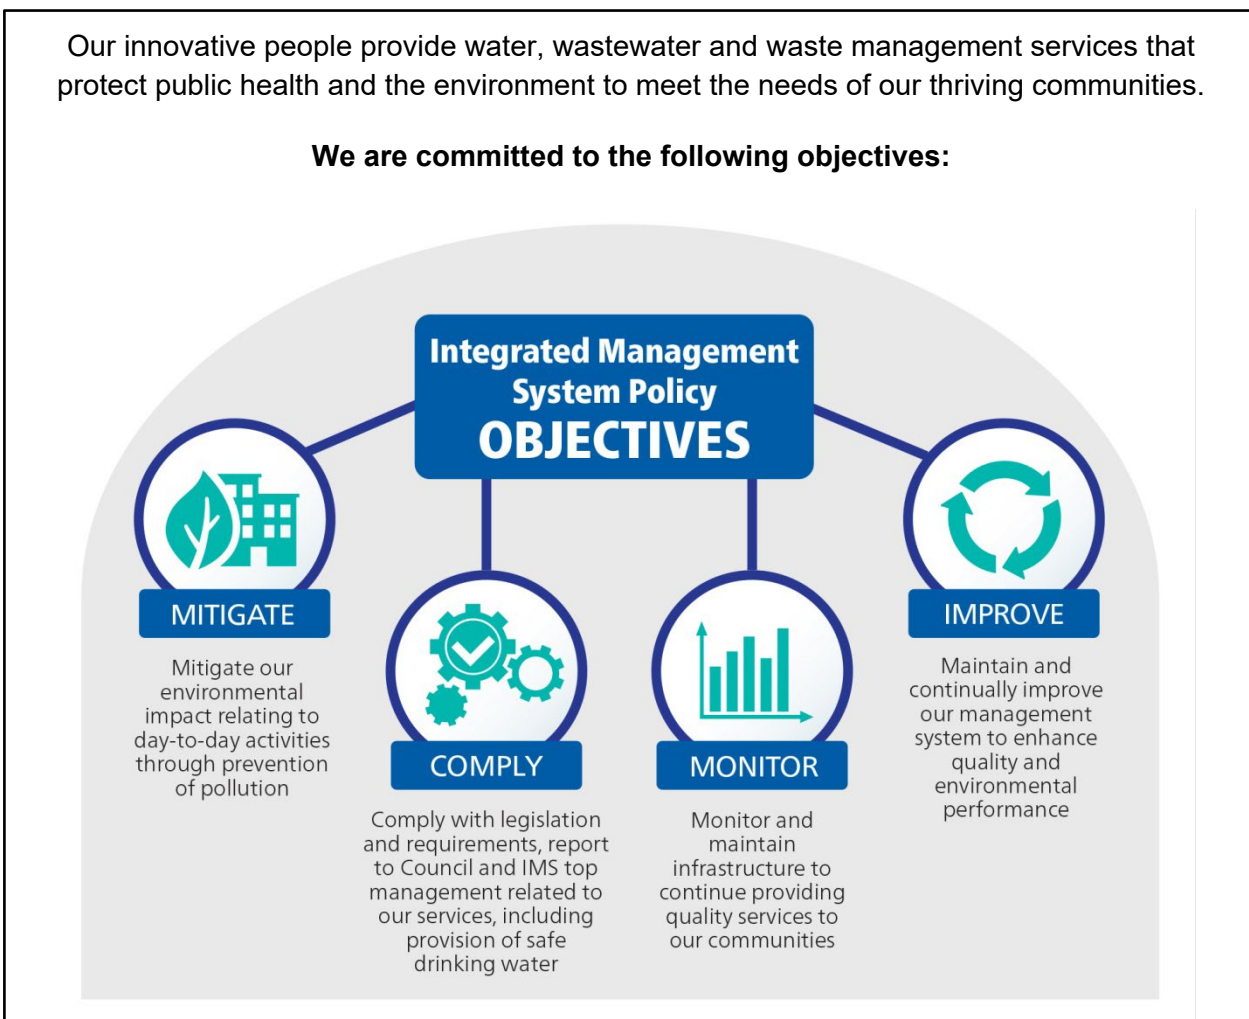 Our innovative people provide water, wastewater and waste management services that
protect public health and the environment to meet the needs of our thriving communities.
We are committed to the following objectives:
Integrated Management
System Policy
OBJECTIVES
MITIGATE
Mitigate our
environmental
impact relating to
day-to-day activities
through prevention
of pollution
COMPLY
Comply with legislation
and requirements, report
to Council and IMS top
management related to
our services, including
provision of safe
drinking water
MONITOR
Monitor and
maintain
infrastructure to
continue providing
quality services to
our communities
IMPROVE
Maintain and
continually improve
our management
system to enhance
quality and
environmental
performance